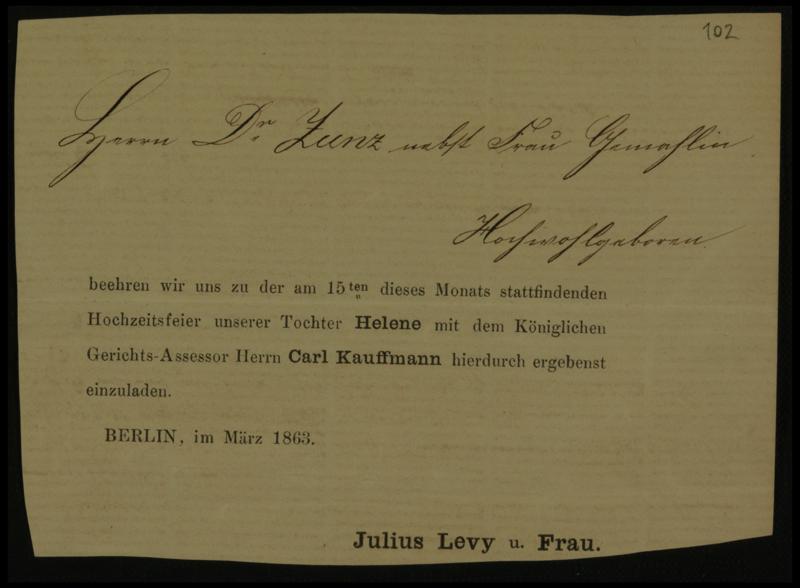 102
Herrn Dr. Zunz nebst Frau Gemahlin
Hochwohlgeboren.
beehren wir uns zu der am 15ten dieses Monats stattfindenden
Hochzeitsfeier unserer Tochter Helene mit dem Königlichen
Gerichts-Assessor Herrn Carl Kauffmann hierdurch ergebenst
einzuladen.
BERLIN, im März 1863.
Julius Levy u. Frau.